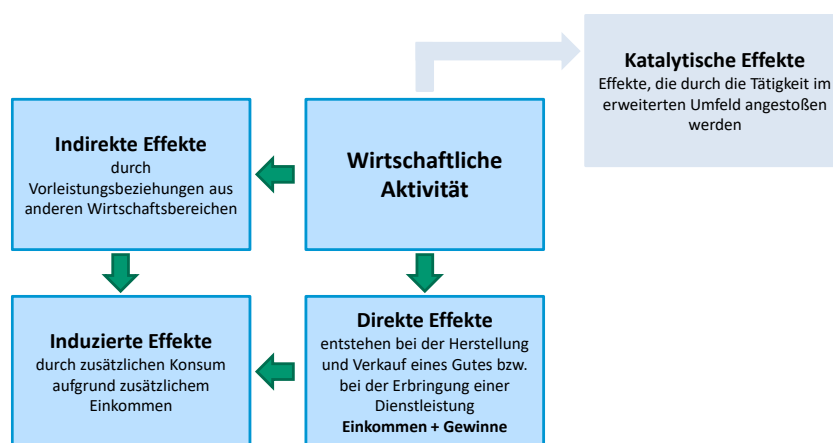 Katalytische Effekte
Effekte, die durch die Tätigkeit im
erweiterten Umfeld angestoßen
werden
Indirekte Effekte
durch
Vorleistungsbeziehungen aus
anderen Wirtschaftsbereichen
Wirtschaftliche
Aktivität
Induzierte Effekte
durch zusätzlichen Konsum
aufgrund zusätzlichem
Einkommen
Direkte Effekte
entstehen bei der Herstellung
und Verkauf eines Gutes bzw.
bei der Erbringung einer
Dienstleistung
Einkommen + Gewinne